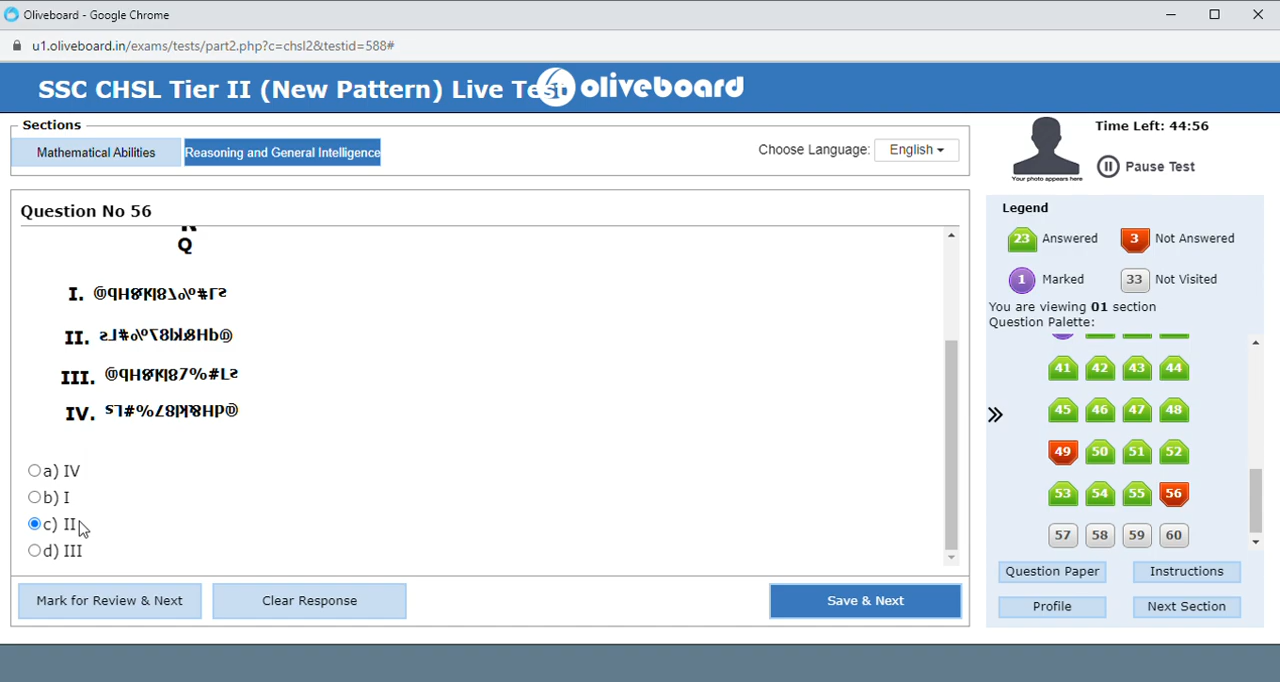 Oliveboard - Google Chrome
u1.oliveboard.in/exams/tests/part2.php?c=chsl2&testid=588#
SSC CHSL Tier II (New Pattern) Live Test
oliveboard
Sections
Mathematical Abilities
Reasoning and General Intelligence
Choose Language:
English
Your photo appears here
Time Left: 44:56
Pause Test
Question No 56
Q
I.
II.
III.
IV.
a) IV
b) I
c) II
d) III
Mark for Review & Next
Clear Response
Save & Next
Legend
23 Answered
3 Not Answered
1 Marked
33 Not Visited
You are viewing 01 section
Question Palette:
41 42 43 44
45 46 47 48
49 50 51 52
53 54 55 56
57 58 59 60
Question Paper
Instructions
Profile
Next Section